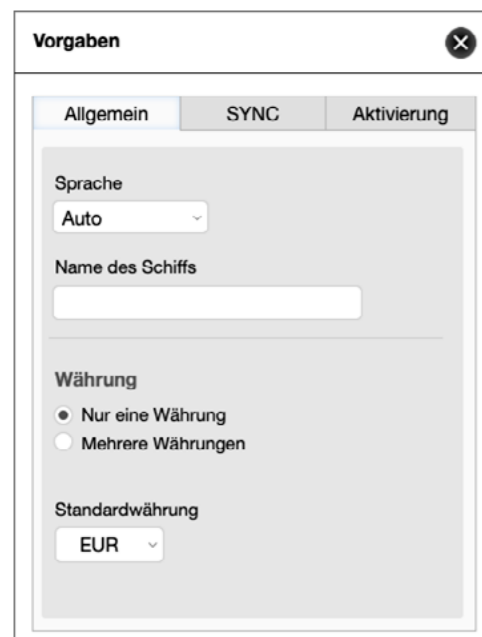 Vorgaben
Allgemein SYNC Aktivierung
Sprache
Auto
Name des Schiffs
Währung
Nur eine Währung
Mehrere Währungen
Standardwährung
EUR